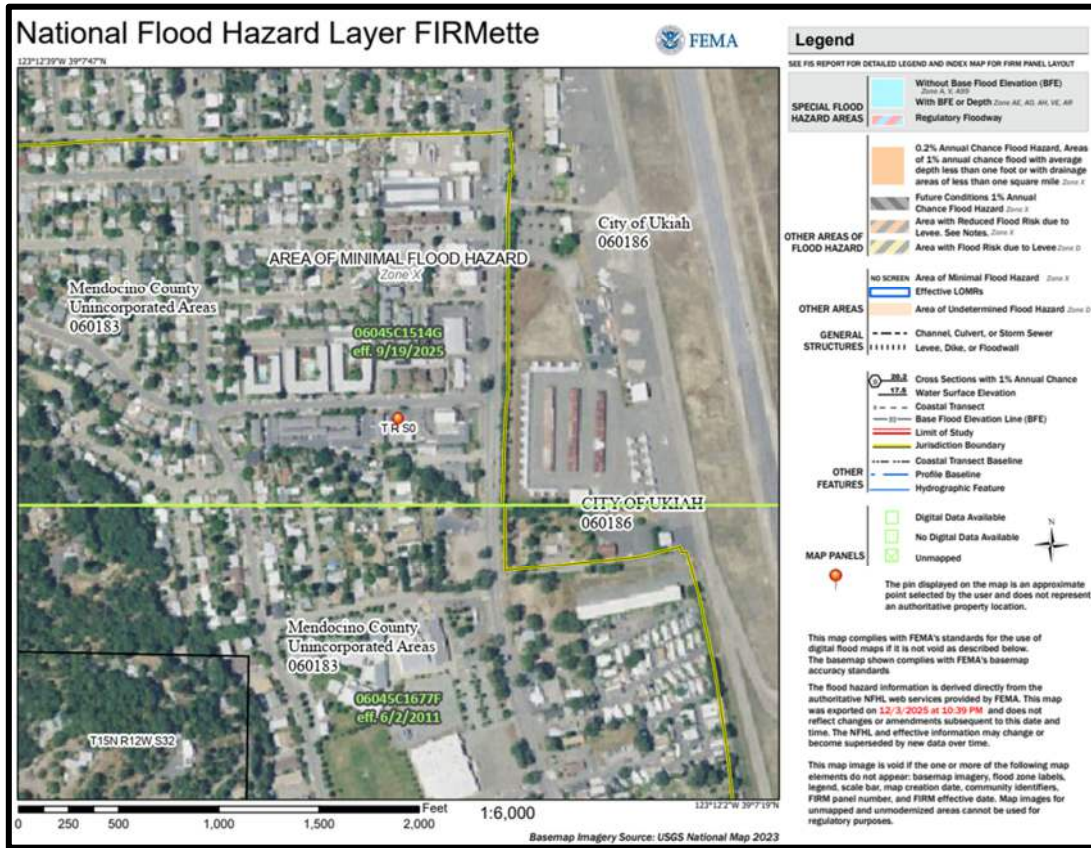 National Flood Hazard Layer FIRMette
FEMA
123°12'39"W 39°7'47"N
City of Ukiah
060186
AREA OF MINIMAL FLOOD HAZARD
Zone X
Mendocino County
Unincorporated Areas
060183
06045C1514G
eff. 9/19/2025
T R S0
CITY OF UKIAH
060186
Mendocino County
Unincorporated Areas
060183
06045C1677F
eff. 6/2/2011
T15N R12W S32
123°12'2"W 39°7'19"N
Feet
1:6,000
0 250 500 1,000 1,500 2,000
Basemap Imagery Source: USGS National Map 2023
Legend
SEE FIS REPORT FOR DETAILED LEGEND AND INDEX MAP FOR FIRM PANEL LAYOUT
SPECIAL FLOOD
HAZARD AREAS
Without Base Flood Elevation (BFE)
Zone A, V, A99
With BFE or Depth Zone AE, AO, AH, VE, AR
Regulatory Floodway
0.2% Annual Chance Flood Hazard, Areas
of 1% annual chance flood with average
depth less than one foot or with drainage
areas of less than one square mile Zone X
Future Conditions 1% Annual
Chance Flood Hazard Zone X
Area with Reduced Flood Risk due to
Levee. See Notes. Zone X
Area with Flood Risk due to Levee Zone D
OTHER AREAS OF
FLOOD HAZARD
NO SCREEN Area of Minimal Flood Hazard Zone X
Effective LOMRs
OTHER AREAS
Area of Undetermined Flood Hazard Zone D
GENERAL
STRUCTURES
Channel, Culvert, or Storm Sewer
Levee, Dike, or Floodwall
20.2 Cross Sections with 1% Annual Chance
17.5 Water Surface Elevation
Coastal Transect
Base Flood Elevation Line (BFE)
Limit of Study
Jurisdiction Boundary
Coastal Transect Baseline
OTHER
FEATURES
Profile Baseline
Hydrographic Feature
Digital Data Available
No Digital Data Available
MAP PANELS
Unmapped
N
The pin displayed on the map is an approximate
point selected by the user and does not represent
an authoritative property location.
This map complies with FEMA's standards for the use of
digital flood maps if it is not void as described below.
The basemap shown complies with FEMA's basemap
accuracy standards
The flood hazard information is derived directly from the
authoritative NFHL web services provided by FEMA. This map
was exported on 12/3/2025 at 10:39 PM and does not
reflect changes or amendments subsequent to this date and
time. The NFHL and effective information may change or
become superseded by new data over time.
This map image is void if the one or more of the following map
elements do not appear: basemap imagery, flood zone labels,
legend, scale bar, map creation date, community identifiers,
FIRM panel number, and FIRM effective date. Map images for
unmapped and unmodernized areas cannot be used for
regulatory purposes.